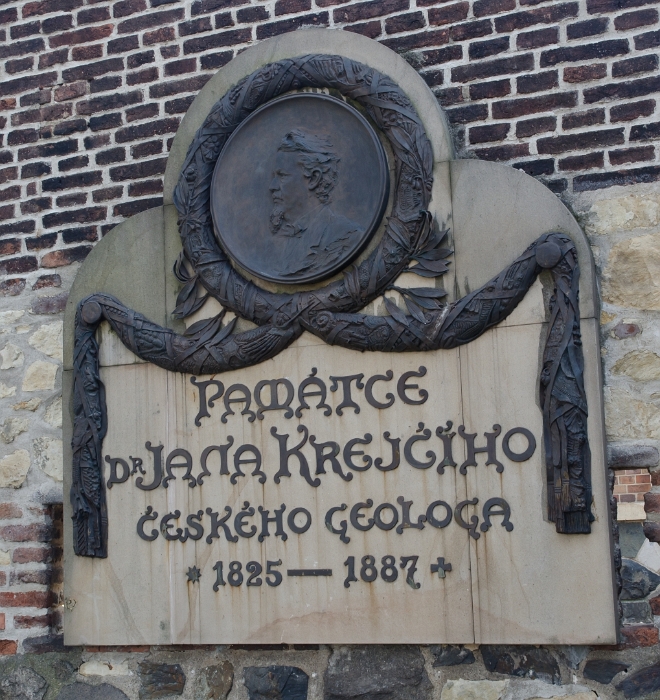 PAMÁTCE
DR JANA KREJČÍHO
ČESKÉHO GEOLOGA
* 1825 — 1887 +